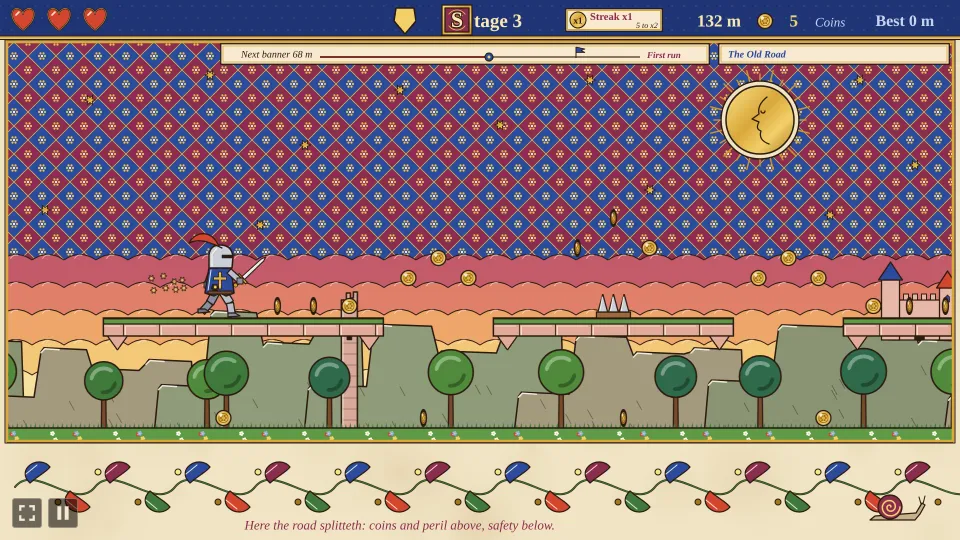 Stage 3
x1 Streak x1
5 to x2
132 m
5 Coins
Best 0 m
Next banner 68 m
First run
The Old Road
Here the road splitteth: coins and peril above, safety below.